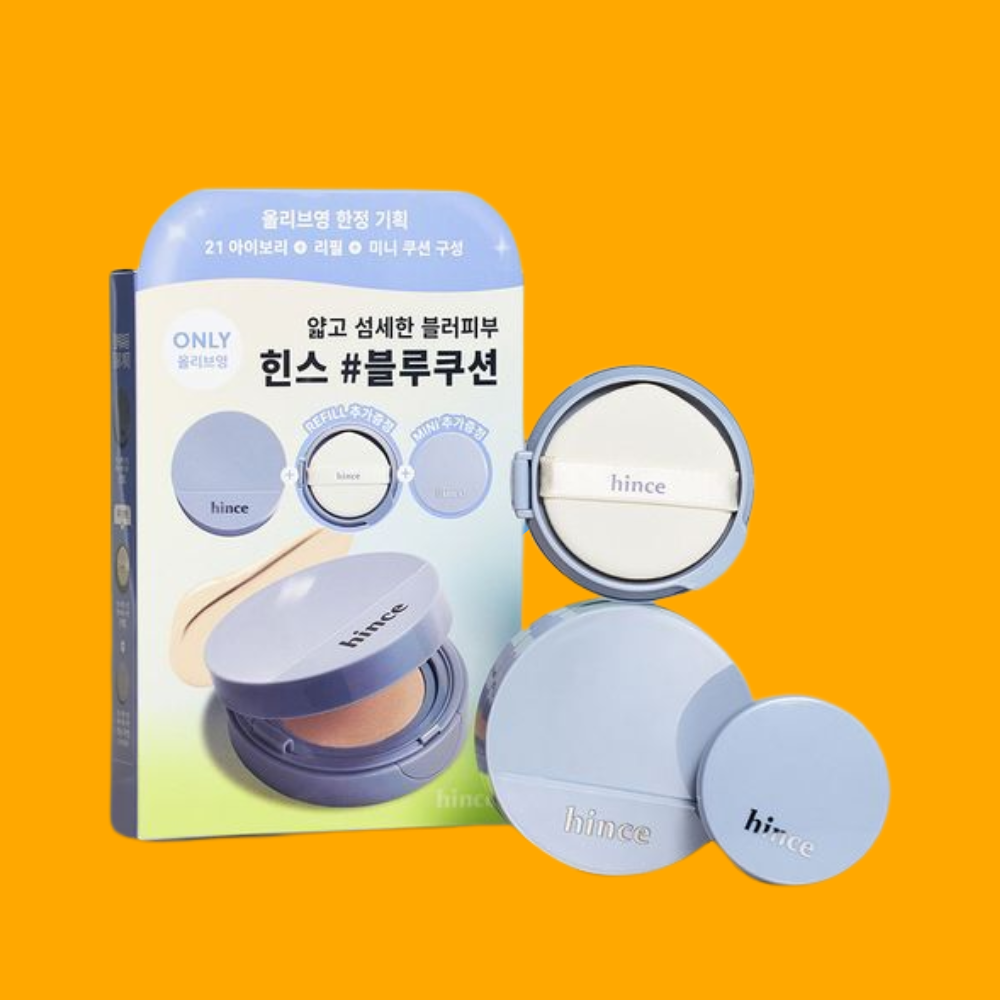 올리브영 한정 기획
21 아이보리 + 리필 + 미니 쿠션 구성
ONLY
올리브영
얇고 섬세한 블러피부
힌스 #블루쿠션
REFILL 추가증정
MINI 추가증정
hince
hince
hince
hince
hince
hince
hince
hince